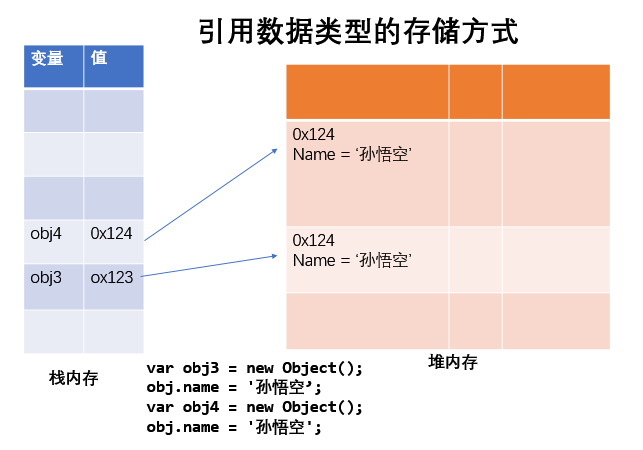 引用数据类型的存储方式
变量 值
obj4 0x124
obj3 ox123
栈内存
0x124
Name = ‘孙悟空’
0x124
Name = ‘孙悟空’
堆内存
var obj3 = new Object();
obj.name = '孙悟空’;
var obj4 = new Object();
obj.name = '孙悟空';